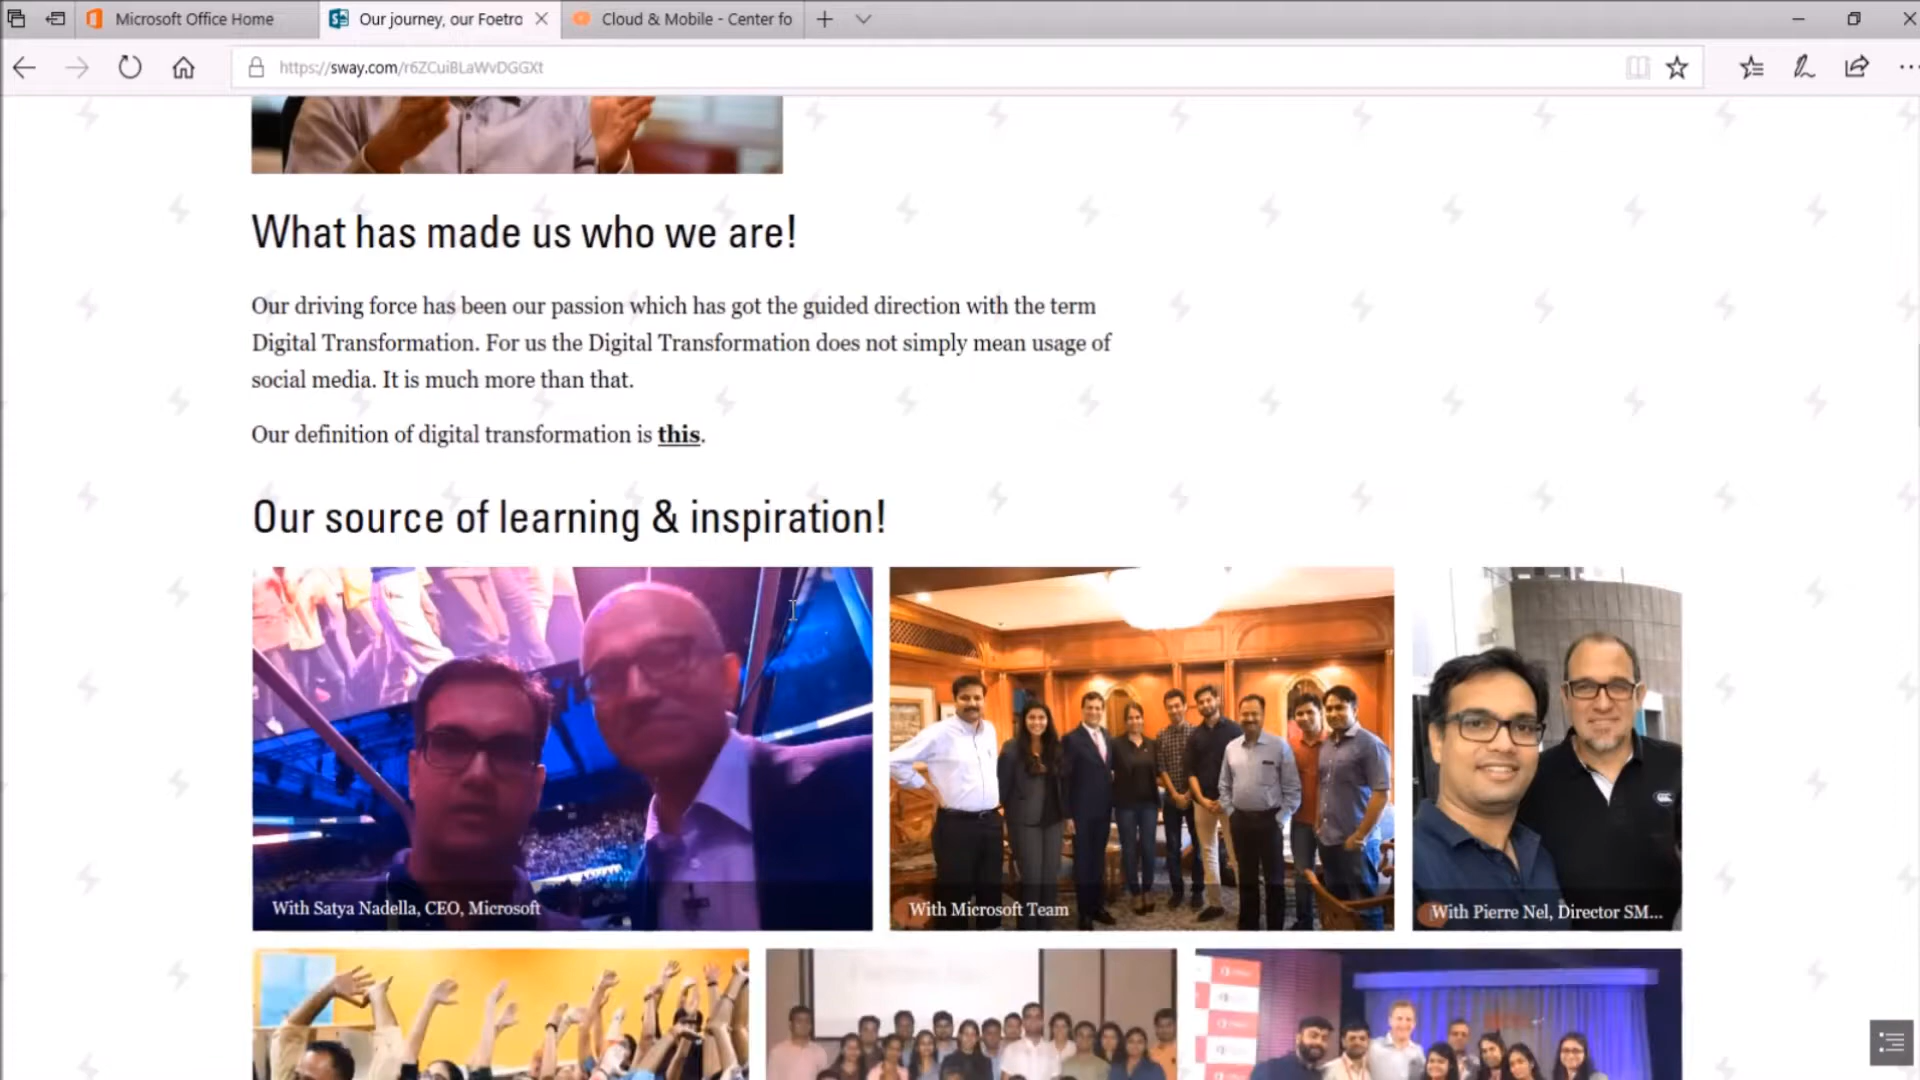 Microsoft Office Home
Our journey, our Foetro
Cloud & Mobile - Center fo
https://sway.com/r6ZCuiBLaWvDGGXt
What has made us who we are!
Our driving force has been our passion which has got the guided direction with the term
Digital Transformation. For us the Digital Transformation does not simply mean usage of
social media. It is much more than that.
Our definition of digital transformation is this.
Our source of learning & inspiration!
With Satya Nadella, CEO, Microsoft
With Microsoft Team
With Pierre Nel, Director SM...